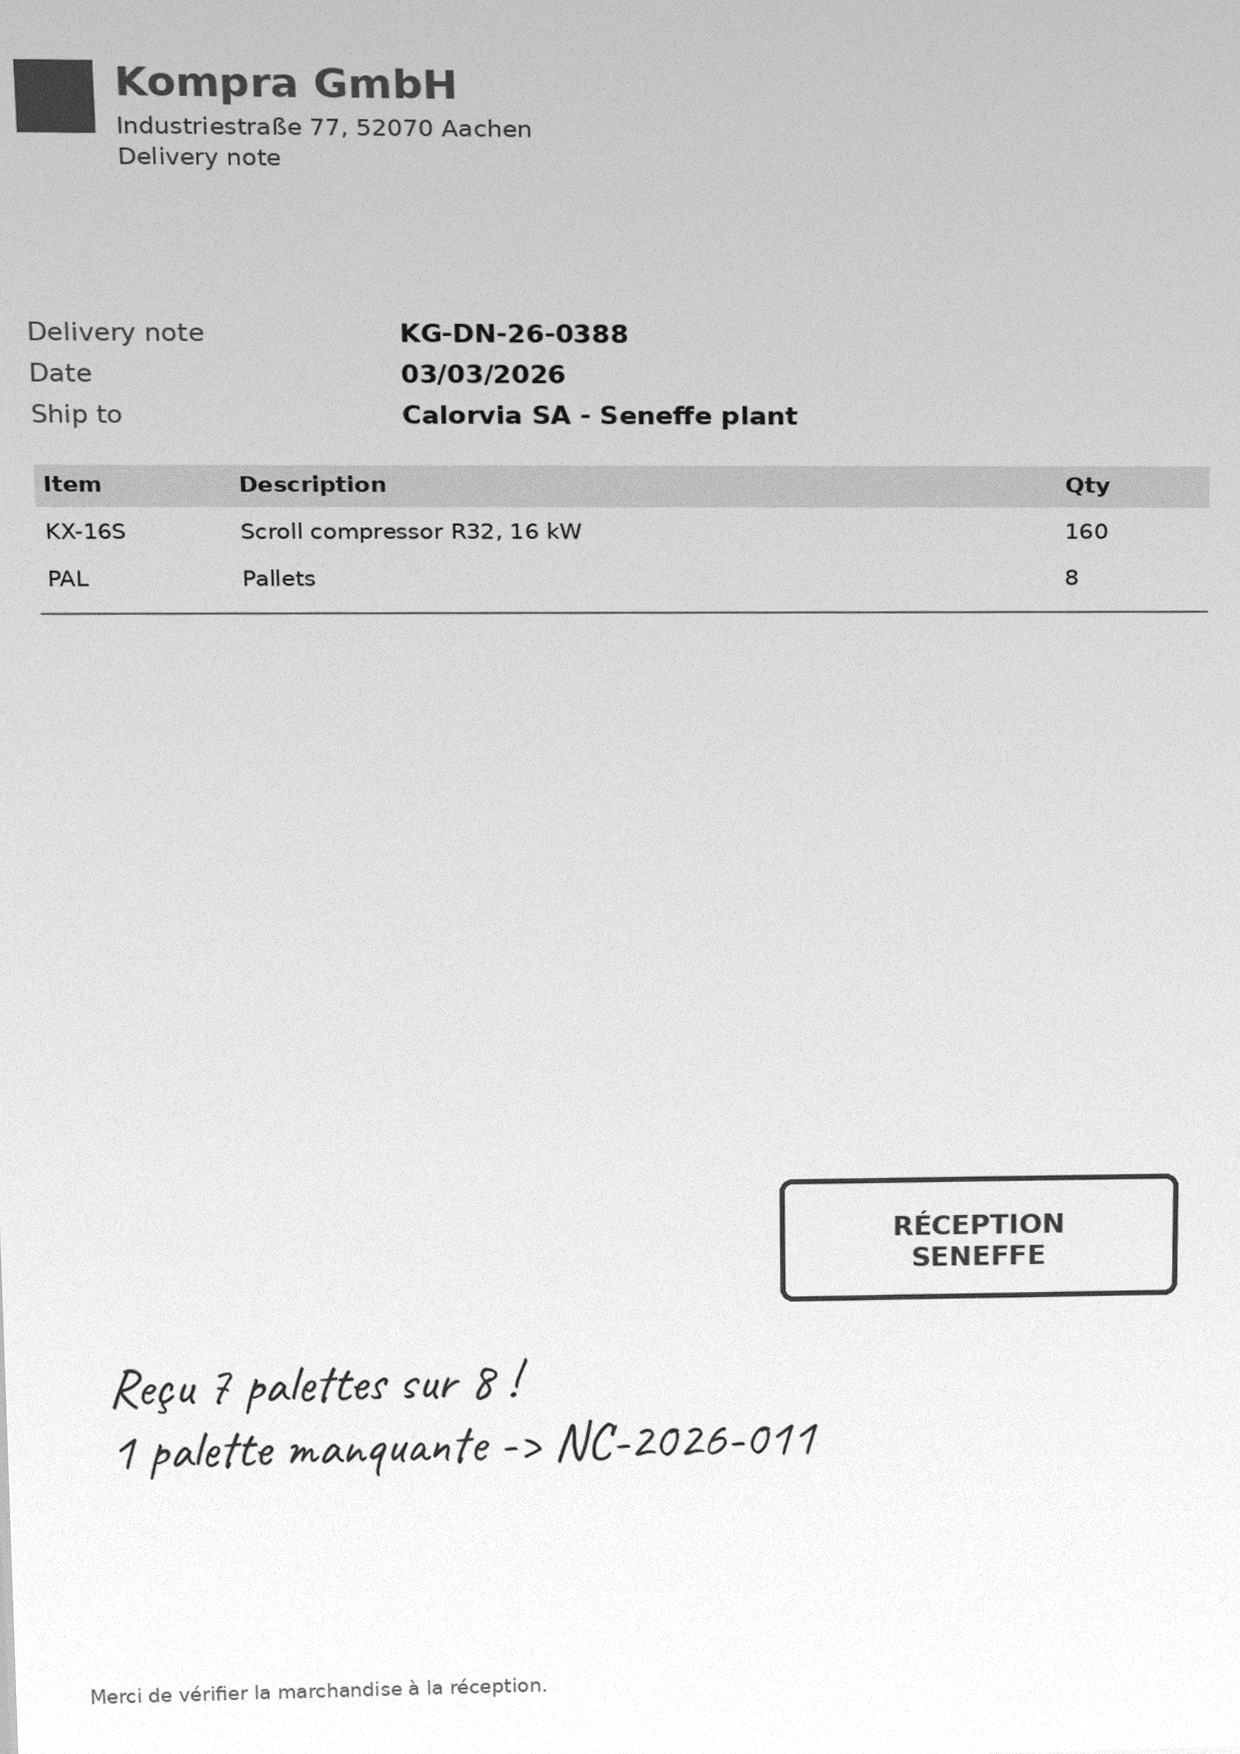 Kompra GmbH
Industriestraße 77, 52070 Aachen
Delivery note
Delivery note KG-DN-26-0388
Date 03/03/2026
Ship to Calorvia SA - Seneffe plant
Item Description Qty
KX-16S Scroll compressor R32, 16 kW 160
PAL Pallets 8
RÉCEPTION
SENEFFE
Reçu 7 palettes sur 8 !
1 palette manquante -> NC-2026-011
Merci de vérifier la marchandise à la réception.